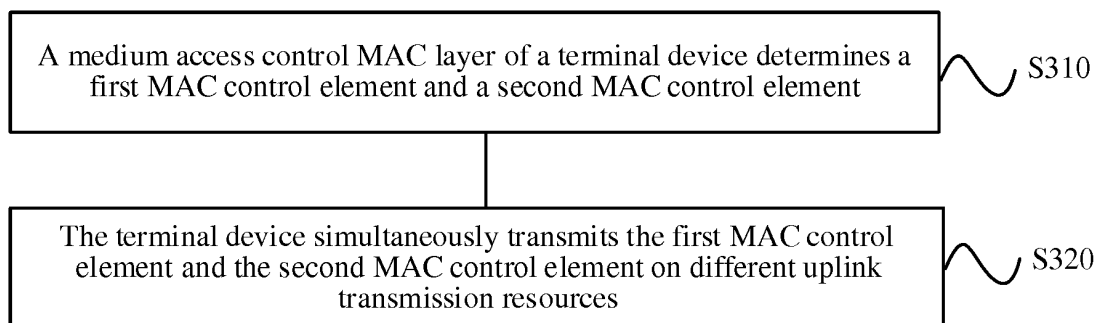 A medium access control MAC layer of a terminal device determines a
first MAC control element and a second MAC control element
S310
The terminal device simultaneously transmits the first MAC control
element and the second MAC control element on different uplink
transmission resources
S320